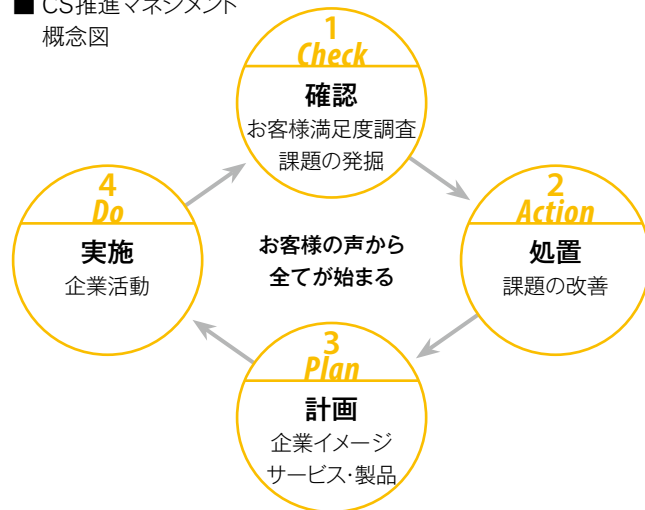 ■ CS推進マネジメント
概念図
1
Check
確認
お客様満足度調査
課題の発掘
2
Action
処置
課題の改善
3
Plan
計画
企業イメージ
サービス・製品
4
Do
実施
企業活動
お客様の声から
全てが始まる